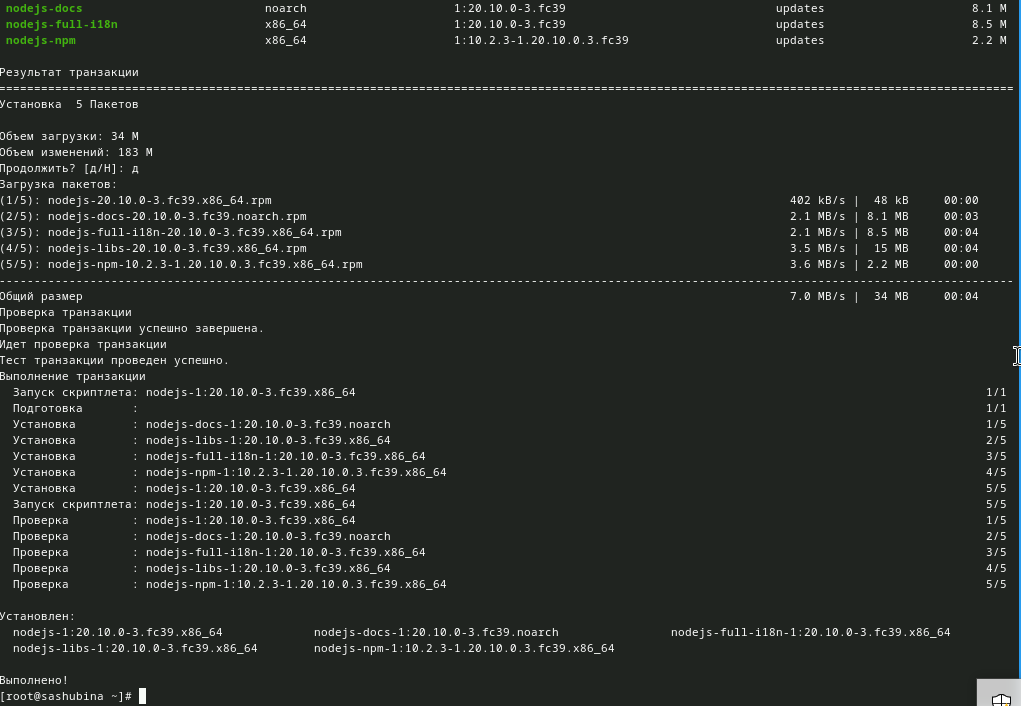 nodejs-docs noarch 1:20.10.0-3.fc39 updates 8.1 M
nodejs-full-i18n x86_64 1:20.10.0-3.fc39 updates 8.5 M
nodejs-npm x86_64 1:10.2.3-1.20.10.0.3.fc39 updates 2.2 M
Результат транзакции
================================================================================================================================================
Установка  5 Пакетов
Объем загрузки: 34 M
Объем изменений: 183 M
Продолжить? [д/Н]: д
Загрузка пакетов:
(1/5): nodejs-20.10.0-3.fc39.x86_64.rpm 402 kB/s |  48 kB 00:00
(2/5): nodejs-docs-20.10.0-3.fc39.noarch.rpm 2.1 MB/s | 8.1 MB 00:03
(3/5): nodejs-full-i18n-20.10.0-3.fc39.x86_64.rpm 2.1 MB/s | 8.5 MB 00:04
(4/5): nodejs-libs-20.10.0-3.fc39.x86_64.rpm 3.5 MB/s |  15 MB 00:04
(5/5): nodejs-npm-10.2.3-1.20.10.0.3.fc39.x86_64.rpm 3.6 MB/s | 2.2 MB 00:00
------------------------------------------------------------------------------------------------------------------------------------------------
Общий размер 7.0 MB/s |  34 MB 00:04
Проверка транзакции
Проверка транзакции успешно завершена.
Идет проверка транзакции
Тест транзакции проведен успешно.
Выполнение транзакции
Запуск скриптлета: nodejs-1:20.10.0-3.fc39.x86_64 1/1
Подготовка : 1/1
Установка : nodejs-docs-1:20.10.0-3.fc39.noarch 1/5
Установка : nodejs-libs-1:20.10.0-3.fc39.x86_64 2/5
Установка : nodejs-full-i18n-1:20.10.0-3.fc39.x86_64 3/5
Установка : nodejs-npm-1:10.2.3-1.20.10.0.3.fc39.x86_64 4/5
Установка : nodejs-1:20.10.0-3.fc39.x86_64 5/5
Запуск скриптлета: nodejs-1:20.10.0-3.fc39.x86_64 5/5
Проверка : nodejs-1:20.10.0-3.fc39.x86_64 1/5
Проверка : nodejs-docs-1:20.10.0-3.fc39.noarch 2/5
Проверка : nodejs-full-i18n-1:20.10.0-3.fc39.x86_64 3/5
Проверка : nodejs-libs-1:20.10.0-3.fc39.x86_64 4/5
Проверка : nodejs-npm-1:10.2.3-1.20.10.0.3.fc39.x86_64 5/5
Установлен:
nodejs-1:20.10.0-3.fc39.x86_64 nodejs-docs-1:20.10.0-3.fc39.noarch nodejs-full-i18n-1:20.10.0-3.fc39.x86_64
nodejs-libs-1:20.10.0-3.fc39.x86_64 nodejs-npm-1:10.2.3-1.20.10.0.3.fc39.x86_64
Выполнено!
[root@sashubina ~]#